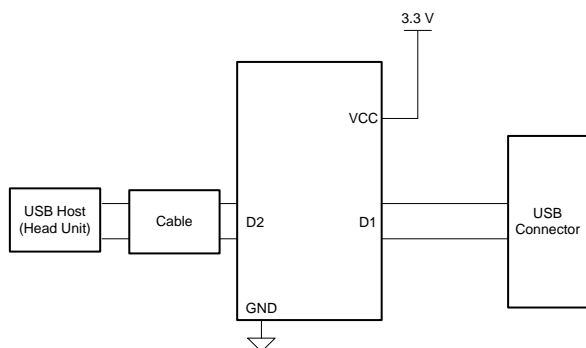 3.3 V
VCC
USB Host
(Head Unit)
Cable
D2
D1
USB
Connector
GND